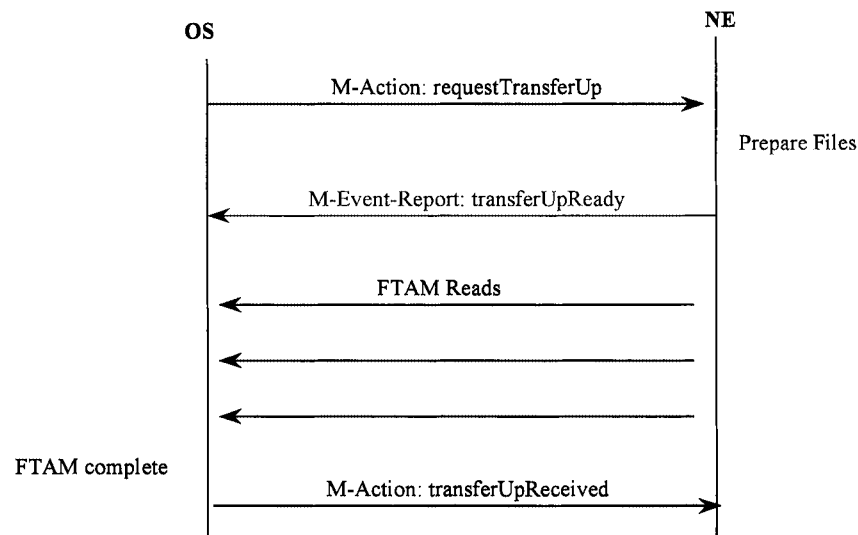 OS
NE
M-Action: requestTransferUp
Prepare Files
M-Event-Report: transferUpReady
FTAM Reads
FTAM complete
M-Action: transferUpReceived